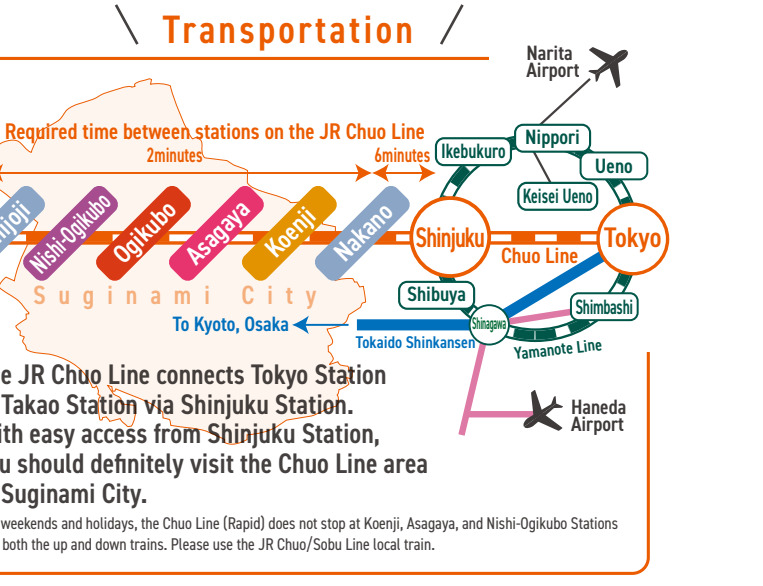 Transportation
Narita
Airport
Required time between stations on the JR Chuo Line
2minutes
6minutes
Ikebukuro
Nippori
Ueno
Keisei Ueno
Nishi-Ogikubo
Ogikubo
Asagaya
Koenji
Nakano
Shinjuku
Chuo Line
Tokyo
Suginami City
Shibuya
Shinagawa
Shimbashi
To Kyoto, Osaka
Tokaido Shinkansen
Yamanote Line
Haneda
Airport
e JR Chuo Line connects Tokyo Station
Takao Station via Shinjuku Station.
ith easy access from Shinjuku Station,
u should definitely visit the Chuo Line area
Suginami City.
weekends and holidays, the Chuo Line (Rapid) does not stop at Koenji, Asagaya, and Nishi-Ogikubo Stations
both the up and down trains. Please use the JR Chuo/Sobu Line local train.